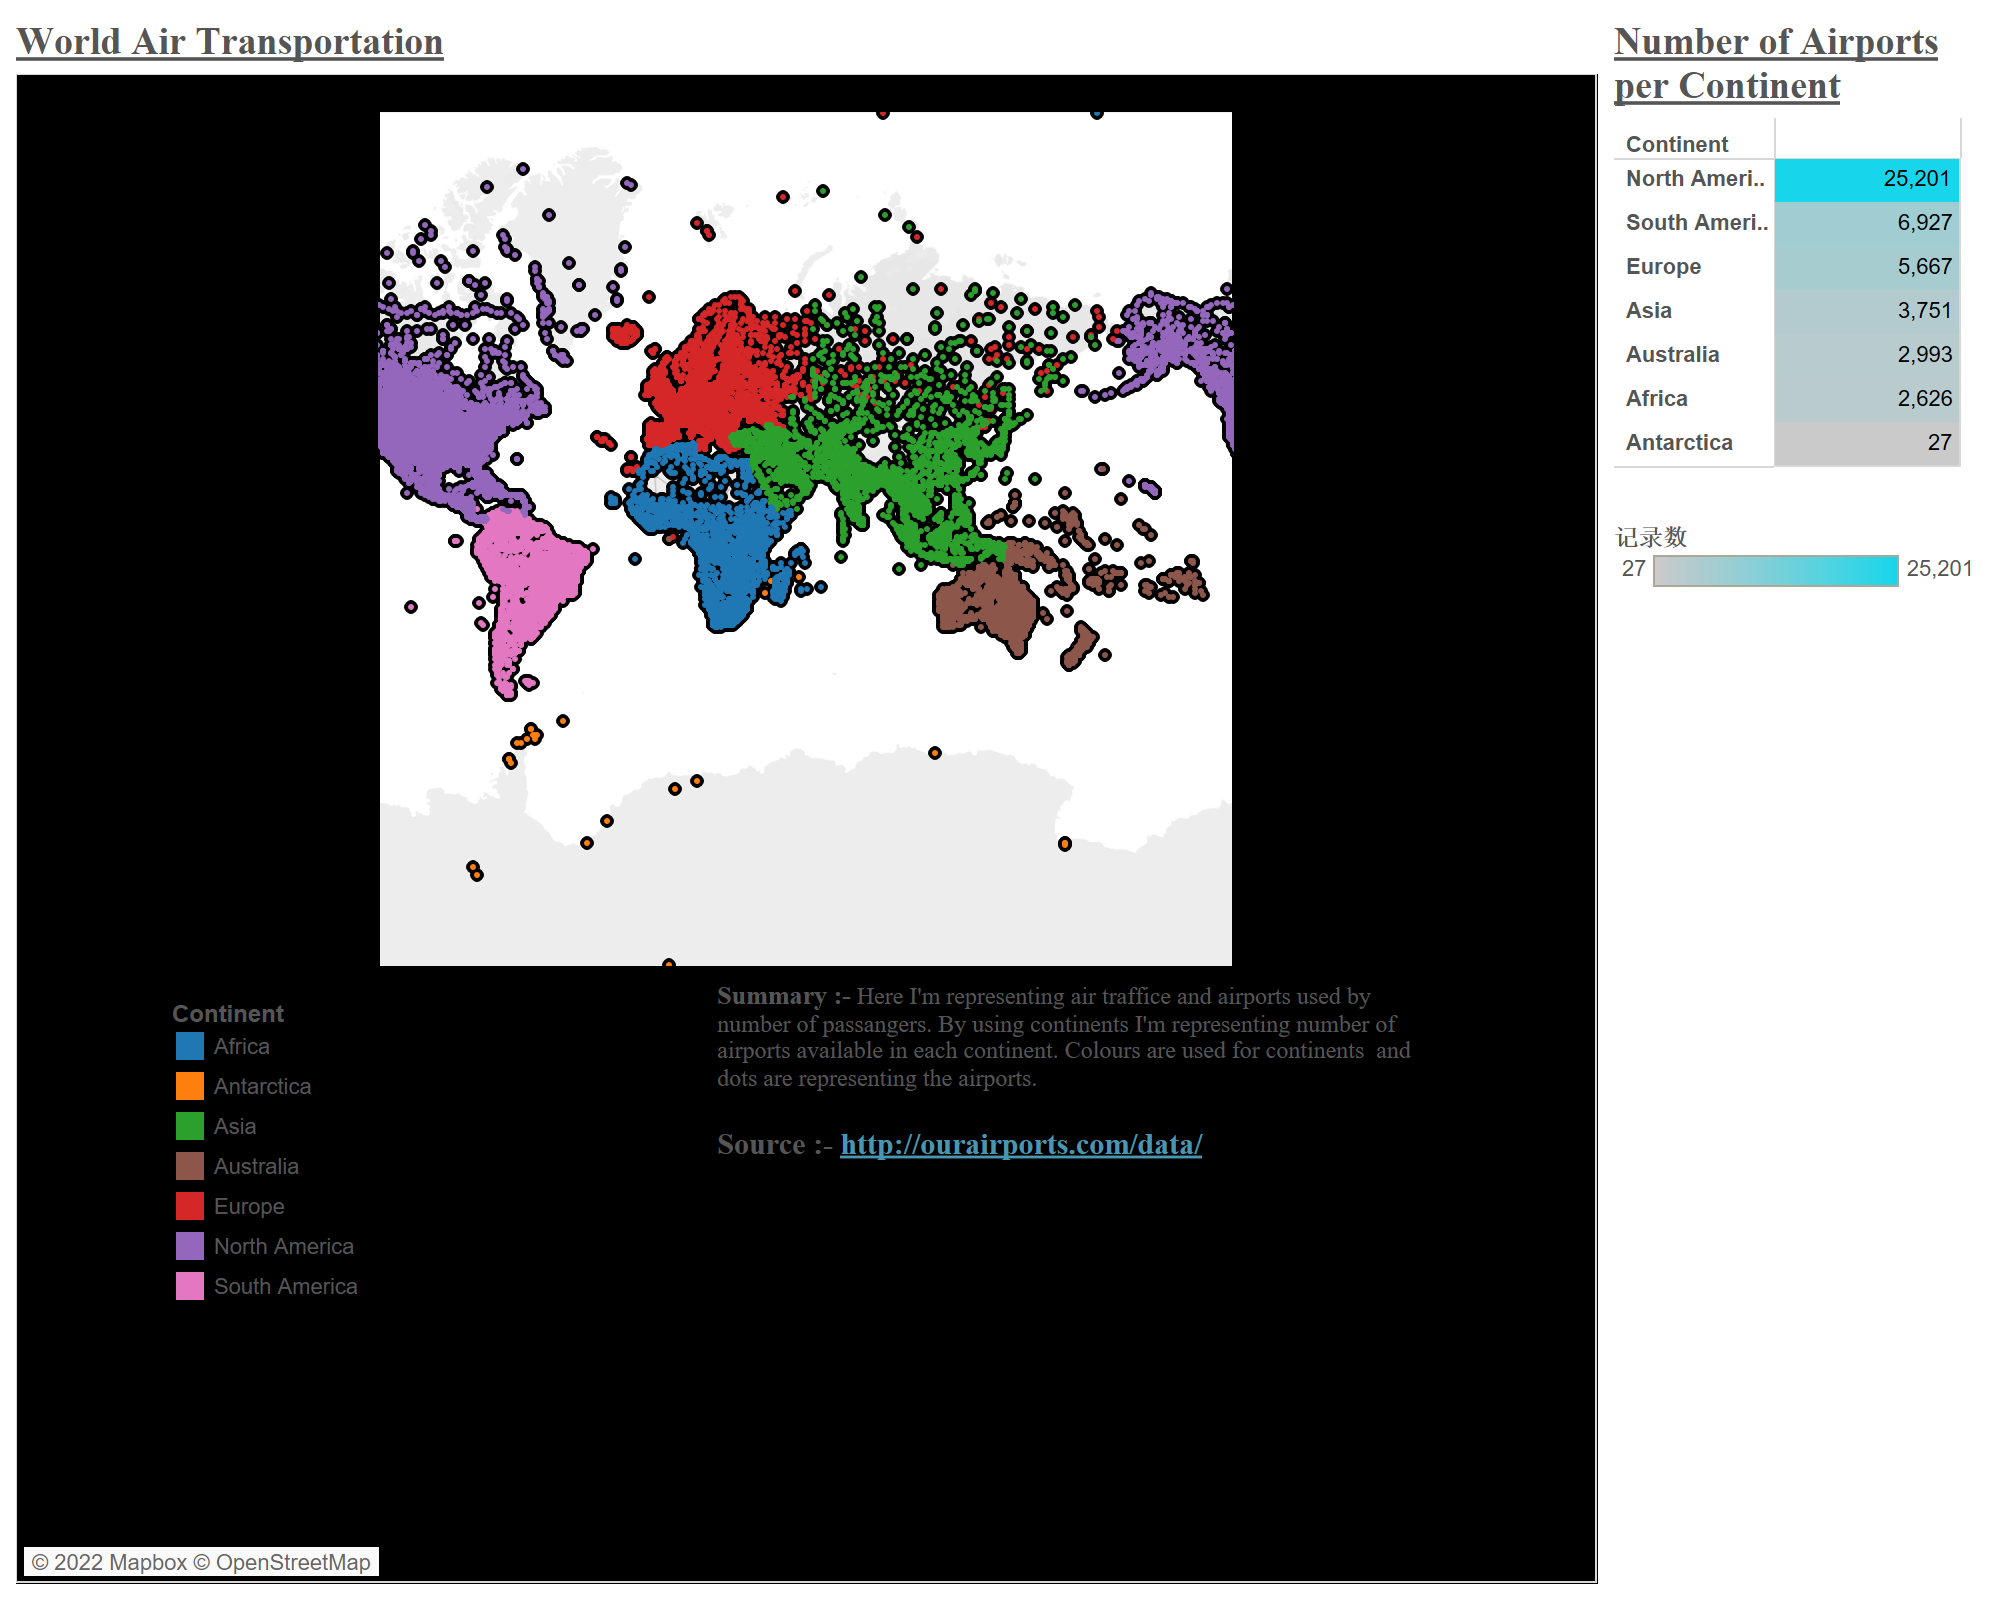 World Air Transportation
Number of Airports
per Continent
Continent
North Ameri.. 25,201
South Ameri.. 6,927
Europe 5,667
Asia 3,751
Australia 2,993
Africa 2,626
Antarctica 27
记录数
27 25,201
Continent
Africa
Antarctica
Asia
Australia
Europe
North America
South America
Summary :- Here I'm representing air traffice and airports used by
number of passangers. By using continents I'm representing number of
airports available in each continent. Colours are used for continents  and
dots are representing the airports.
Source :- http://ourairports.com/data/
© 2022 Mapbox © OpenStreetMap